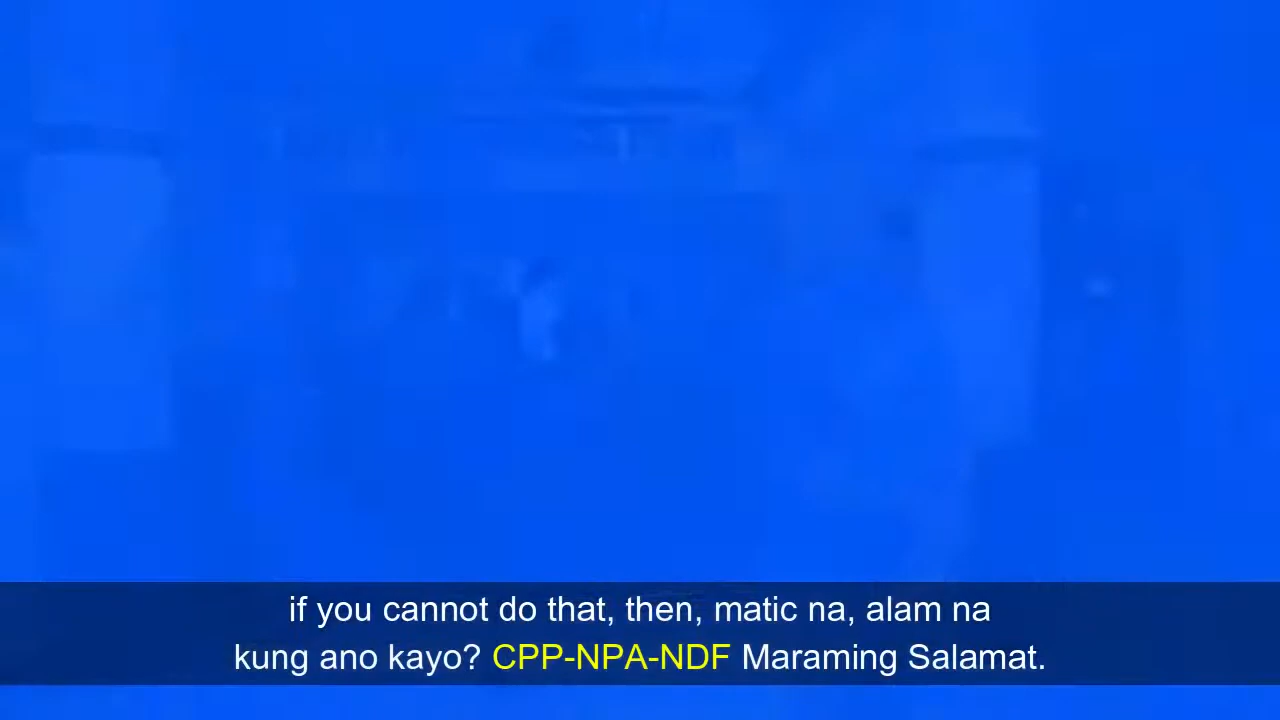 if you cannot do that, then, matic na, alam na
kung ano kayo? CPP-NPA-NDF Maraming Salamat.